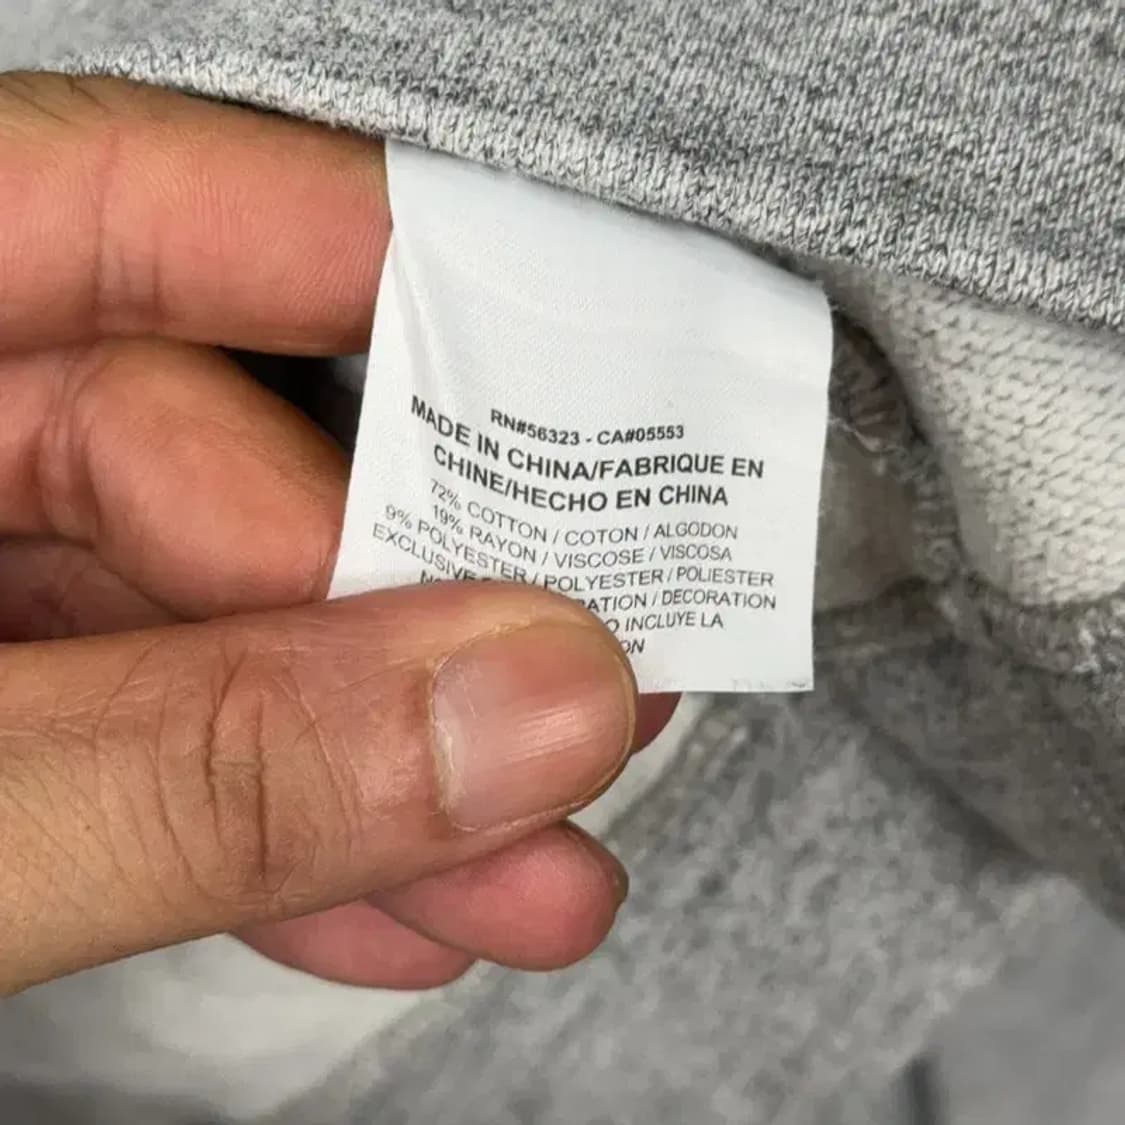 RN#56323 - CA#05553
MADE IN CHINA/FABRIQUE EN
CHINE/HECHO EN CHINA
72% COTTON / COTON / ALGODON
19% RAYON / VISCOSE / VISCOSA
9% POLYESTER / POLYESTER / POLIESTER
EXCLUSIVE / DECORATION
INCLUYE LA